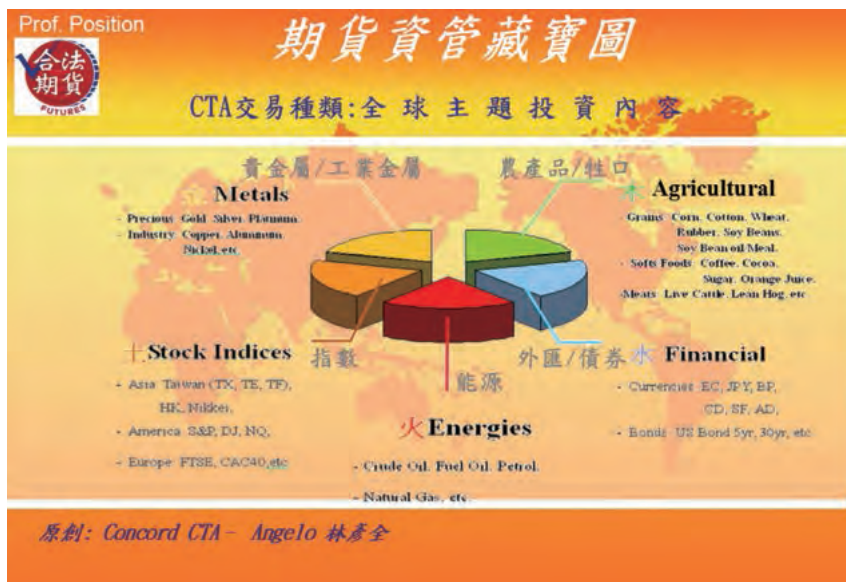 Prof. Position
合法
期貨
FUTURES
期貨資管藏寶圖
CTA交易種類:全球主題投資內容
貴金屬/工業金屬
金 Metals
- Precious Gold. Silver. Platinum.
- Industry: Copper. Aluminum.
Nickel, etc.
農產品/牲口
木 Agricultural
- Grains: Corn. Cotton. Wheat.
Rubber. Soy Beans.
Soy Bean oil/Meal.
- Softs Foods: Coffee. Cocoa.
Sugar. Orange Juice.
-Meats: Live Cattle. Lean Hog. etc
土 Stock Indices
指數
- Asia: Taiwan (TX, TE, TF),
HK, Nikkei,
- America: S&P, DJ, NQ,
- Europe: FTSE, CAC40,etc
能源
火 Energies
- Crude Oil. Fuel Oil. Petrol.
- Natural Gas, etc.
外匯/債券
水 Financial
- Currencies: EC, JPY, BP,
CD, SF, AD,
- Bonds: US Bond 5yr, 30yr, etc
原創: Concord CTA – Angelo 林彥全